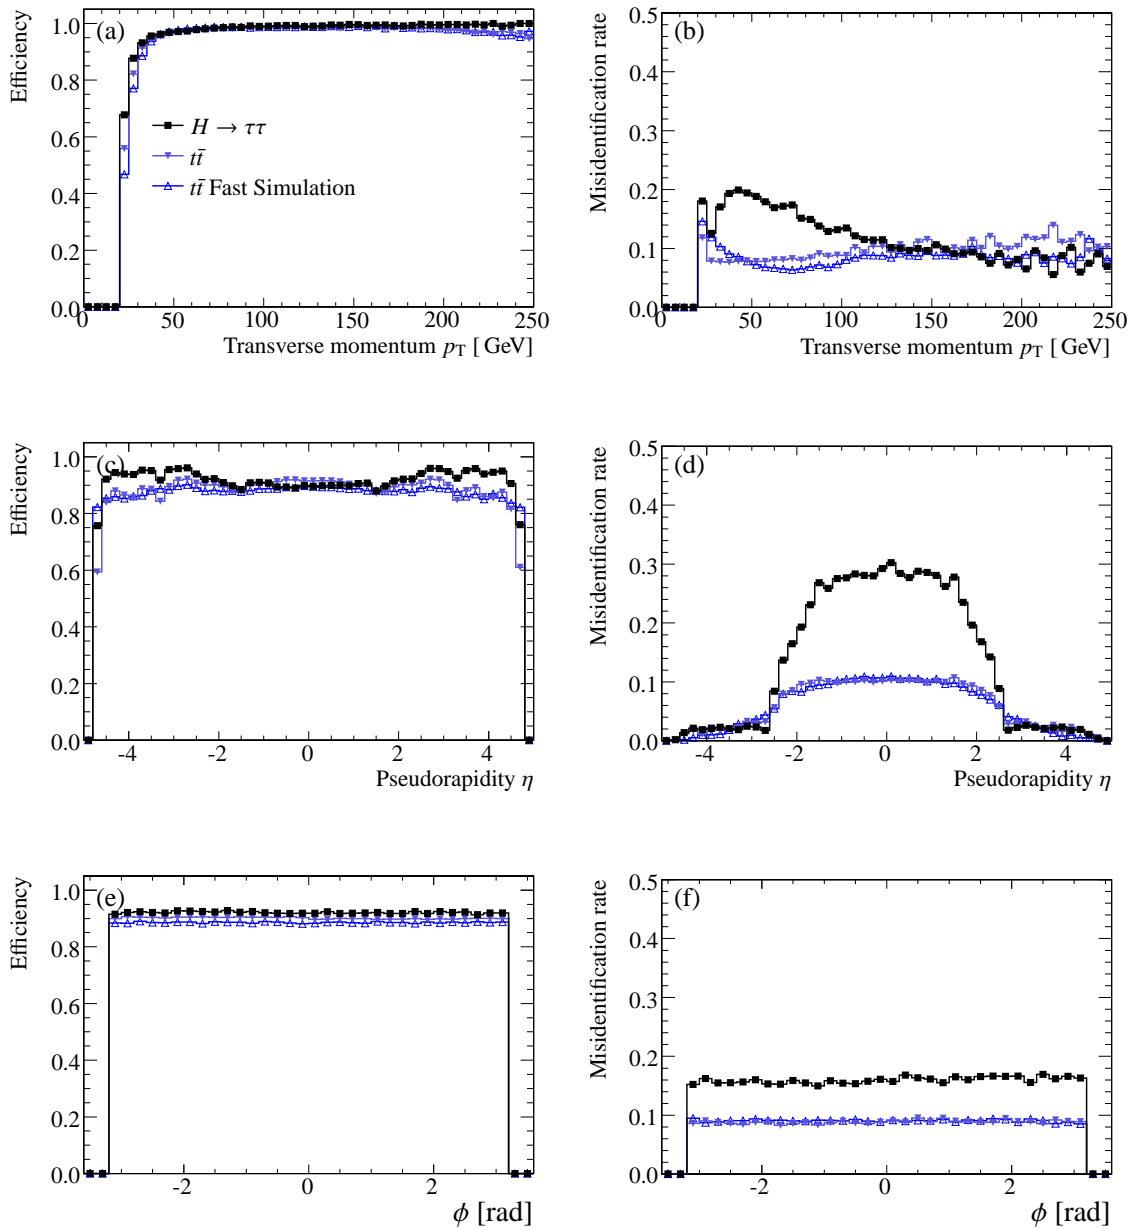 (a)
Efficiency
1.0
0.8
0.6
0.4
0.2
0.0
H → ττ
tt̄
tt̄ Fast Simulation
0 50 100 150 200 250
Transverse momentum pT [ GeV]
(b)
Misidentification rate
0.5
0.4
0.3
0.2
0.1
0.0
0 50 100 150 200 250
Transverse momentum pT [ GeV]
(c)
Efficiency
1.0
0.8
0.6
0.4
0.2
0.0
-4 -2 0 2 4
Pseudorapidity η
(d)
Misidentification rate
0.5
0.4
0.3
0.2
0.1
0.0
-4 -2 0 2 4
Pseudorapidity η
(e)
Efficiency
1.0
0.8
0.6
0.4
0.2
0.0
-2 0 2
ϕ [rad]
(f)
Misidentification rate
0.5
0.4
0.3
0.2
0.1
0.0
-2 0 2
ϕ [rad]